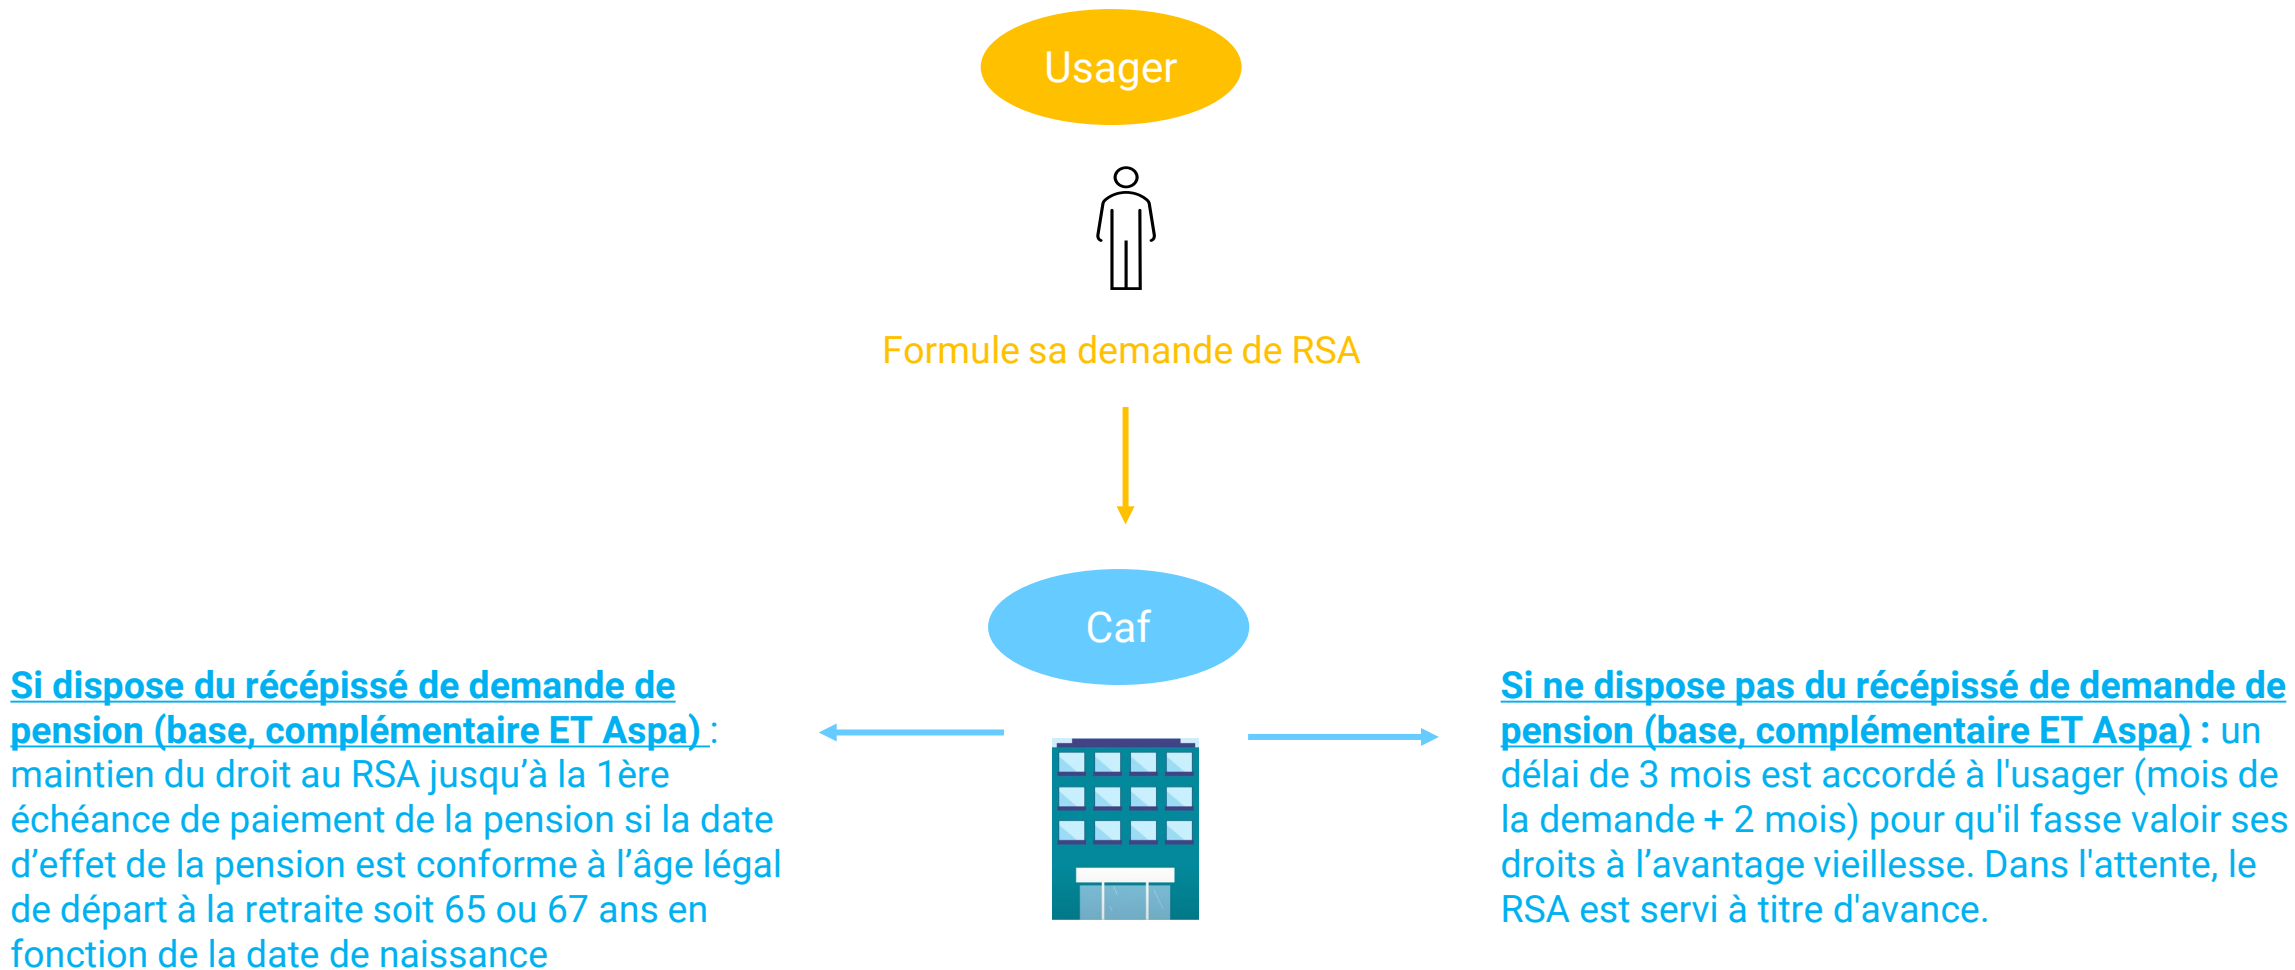 Usager
Formule sa demande de RSA
Caf
Si dispose du récépissé de demande de
pension (base, complémentaire ET Aspa) :
maintien du droit au RSA jusqu’à la 1ère
échéance de paiement de la pension si la date
d’effet de la pension est conforme à l’âge légal
de départ à la retraite soit 65 ou 67 ans en
fonction de la date de naissance
Si ne dispose pas du récépissé de demande de
pension (base, complémentaire ET Aspa) : un
délai de 3 mois est accordé à l'usager (mois de
la demande + 2 mois) pour qu'il fasse valoir ses
droits à l’avantage vieillesse. Dans l'attente, le
RSA est servi à titre d'avance.